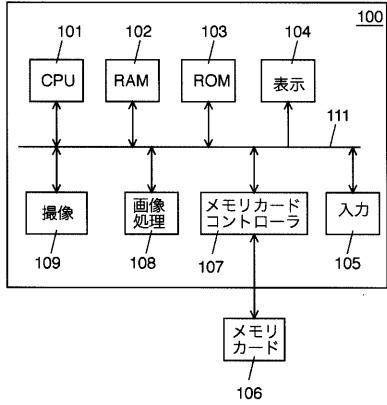 100
101
102
103
104
CPU
RAM
ROM
表示
111
撮像
画像
処理
メモリカード
コントローラ
入力
109
108
107
105
メモリ
カード
106